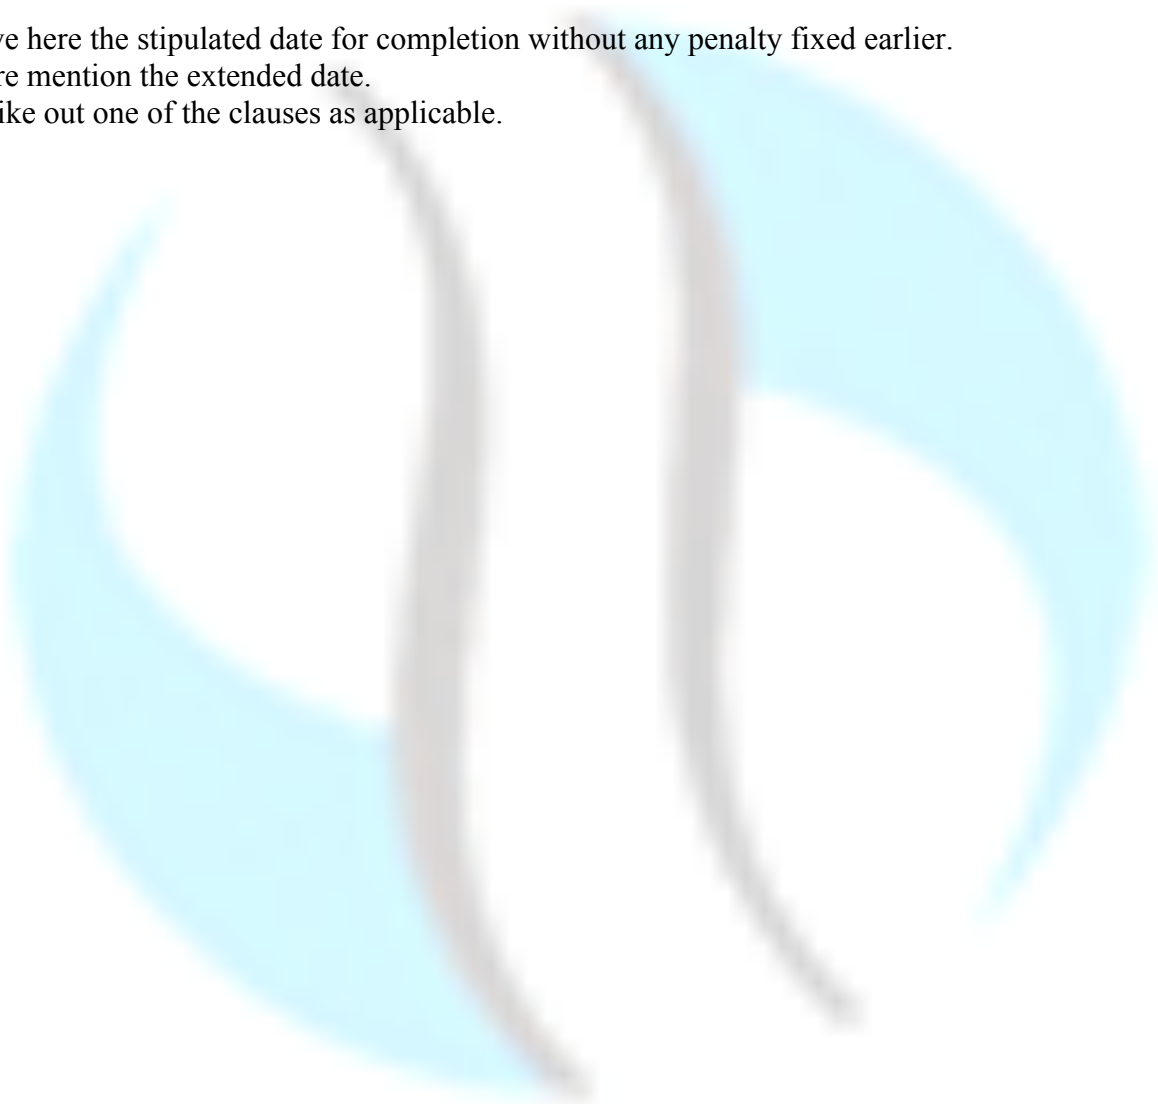 ve here the stipulated date for completion without any penalty fixed earlier.
re mention the extended date.
ike out one of the clauses as applicable.